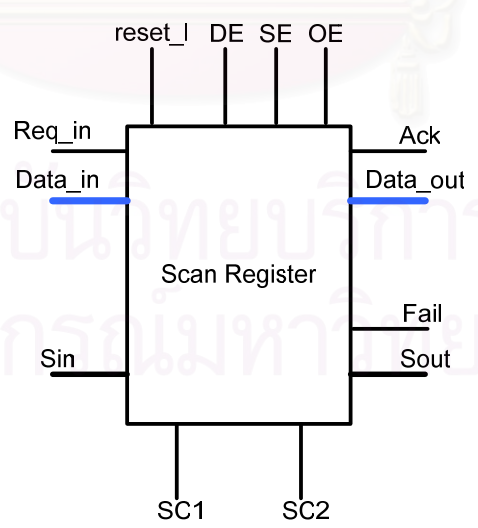 reset_l DE SE OE
Req_in Ack
Data_in Data_out
Scan Register
Fail
Sin Sout
SC1 SC2